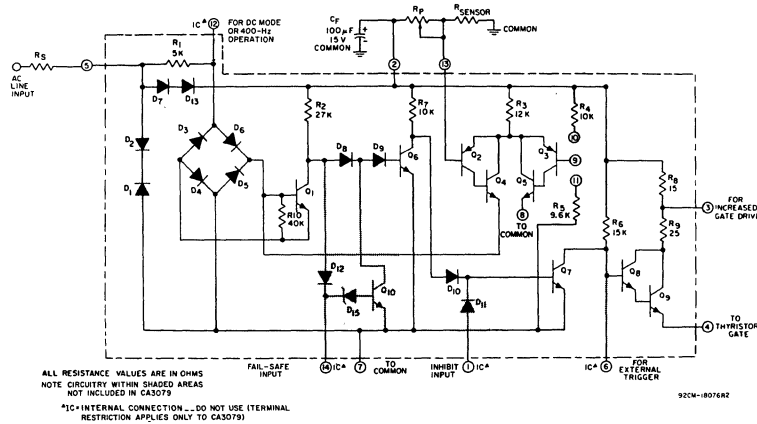 IC▲ 12
FOR DC MODE
OR 400-Hz
OPERATION
CF
100μF
15 V
COMMON
RP
RSENSOR
COMMON
RS
AC
LINE
INPUT
5
R1
5K
2
13
D7
D13
R2
27K
R7
10K
R3
12K
R4
10K
10
D2
D3
D6
D8
D9
Q6
Q2
Q3
9
D1
D4
D5
Q1
Q4
Q5
11
R8
15
3
FOR
INCREASED
GATE DRIVE
R10
40K
8
TO
COMMON
R5
9.6K
R6
15K
R9
25
D12
D15
Q10
D10
D11
Q7
Q8
Q9
4
TO
THYRISTOR
GATE
ALL RESISTANCE VALUES ARE IN OHMS
NOTE CIRCUITRY WITHIN SHADED AREAS
NOT INCLUDED IN CA3079
FAIL-SAFE
INPUT
14 IC▲
7
TO
COMMON
INHIBIT
INPUT
1 IC▲
IC▲ 6
FOR
EXTERNAL
TRIGGER
▲IC=INTERNAL CONNECTION__DO NOT USE (TERMINAL
RESTRICTION APPLIES ONLY TO CA3079)
92CM-18076R2